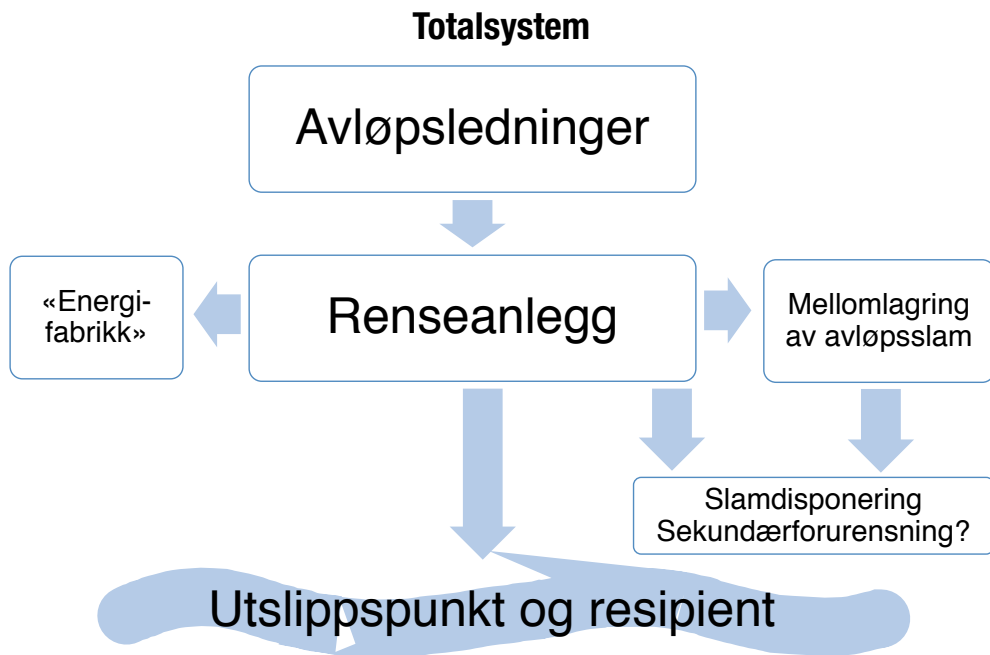 Totalsystem
Avløpsledninger
«Energi-
fabrikk»
Renseanlegg
Mellomlagring
av avløpsslam
Slamdisponering
Sekundærforurensning?
Utslippspunkt og resipient